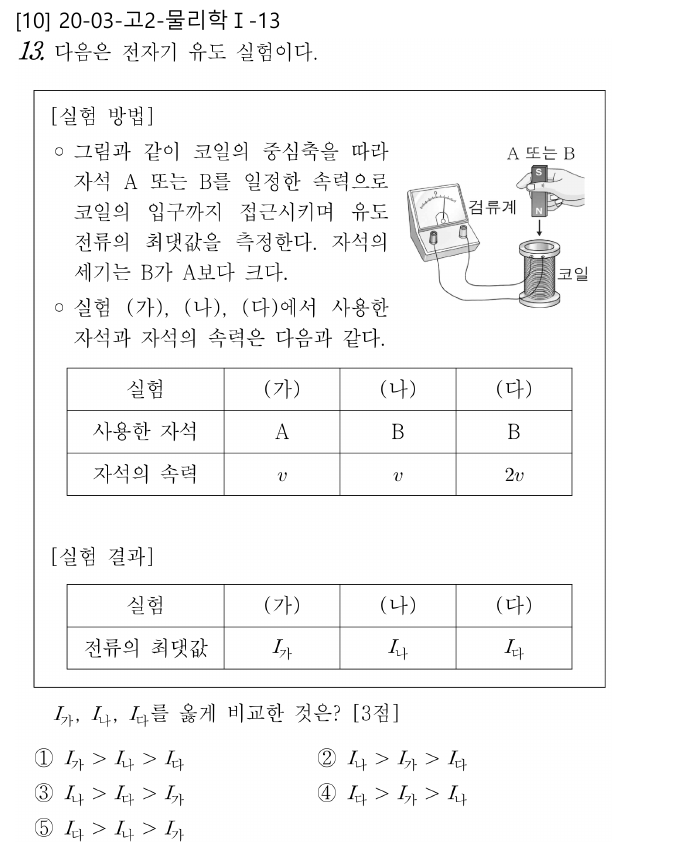 [10] 20-03-고2-물리학Ⅰ-13
13. 다음은 전자기 유도 실험이다.
[실험 방법]
○ 그림과 같이 코일의 중심축을 따라
자석 A 또는 B를 일정한 속력으로
코일의 입구까지 접근시키며 유도
전류의 최댓값을 측정한다. 자석의
세기는 B가 A보다 크다.
A 또는 B
S
N
검류계
코일
○ 실험 (가), (나), (다)에서 사용한
자석과 자석의 속력은 다음과 같다.
실험 (가) (나) (다)
사용한 자석 A B B
자석의 속력 v v 2v
[실험 결과]
실험 (가) (나) (다)
전류의 최댓값 I가 I나 I다
I가, I나, I다를 옳게 비교한 것은? [3점]
① I가 > I나 > I다 ② I나 > I가 > I다
③ I나 > I다 > I가 ④ I다 > I가 > I나
⑤ I다 > I나 > I가